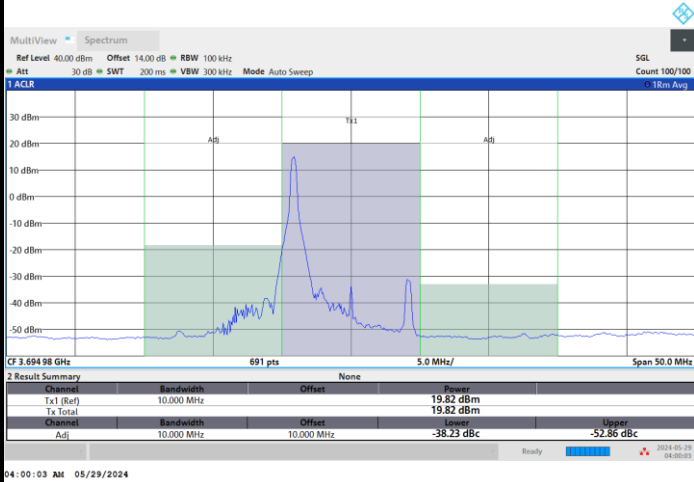 MultiView Spectrum
Ref Level 40.00 dBm Offset 14.00 dB RBW 100 kHz SGL
Att 30 dB SWT 200 ms VBW 300 kHz Mode Auto Sweep Count 100/100
1 ACLR 1Rm Avg
30 dBm
Tx1
20 dBm
Adj Adj
10 dBm
0 dBm
-10 dBm
-20 dBm
-30 dBm
-40 dBm
-50 dBm
CF 3.694 98 GHz 691 pts 5.0 MHz/ Span 50.0 MHz
2 Result Summary None
Channel Bandwidth Offset Power
Tx1 (Ref) 10.000 MHz 19.82 dBm
Tx Total 19.82 dBm
Channel Bandwidth Offset Lower Upper
Adj 10.000 MHz 10.000 MHz -38.23 dBc -52.86 dBc
Ready 2024-05-29
04:00:03
04:00:03 AM 05/29/2024